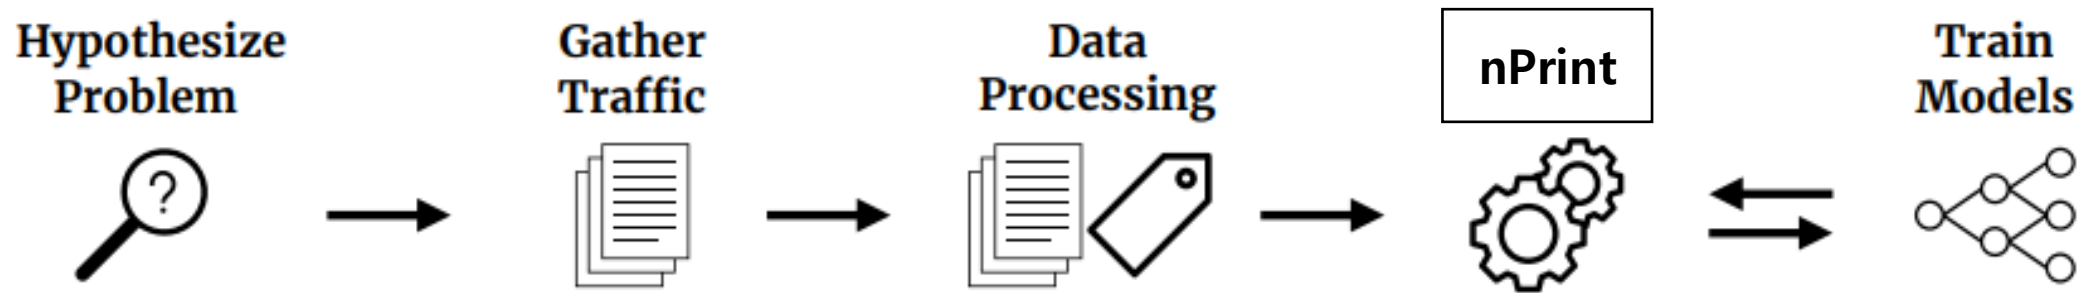 Hypothesize
Problem
Gather
Traffic
Data
Processing
nPrint
Train
Models
?